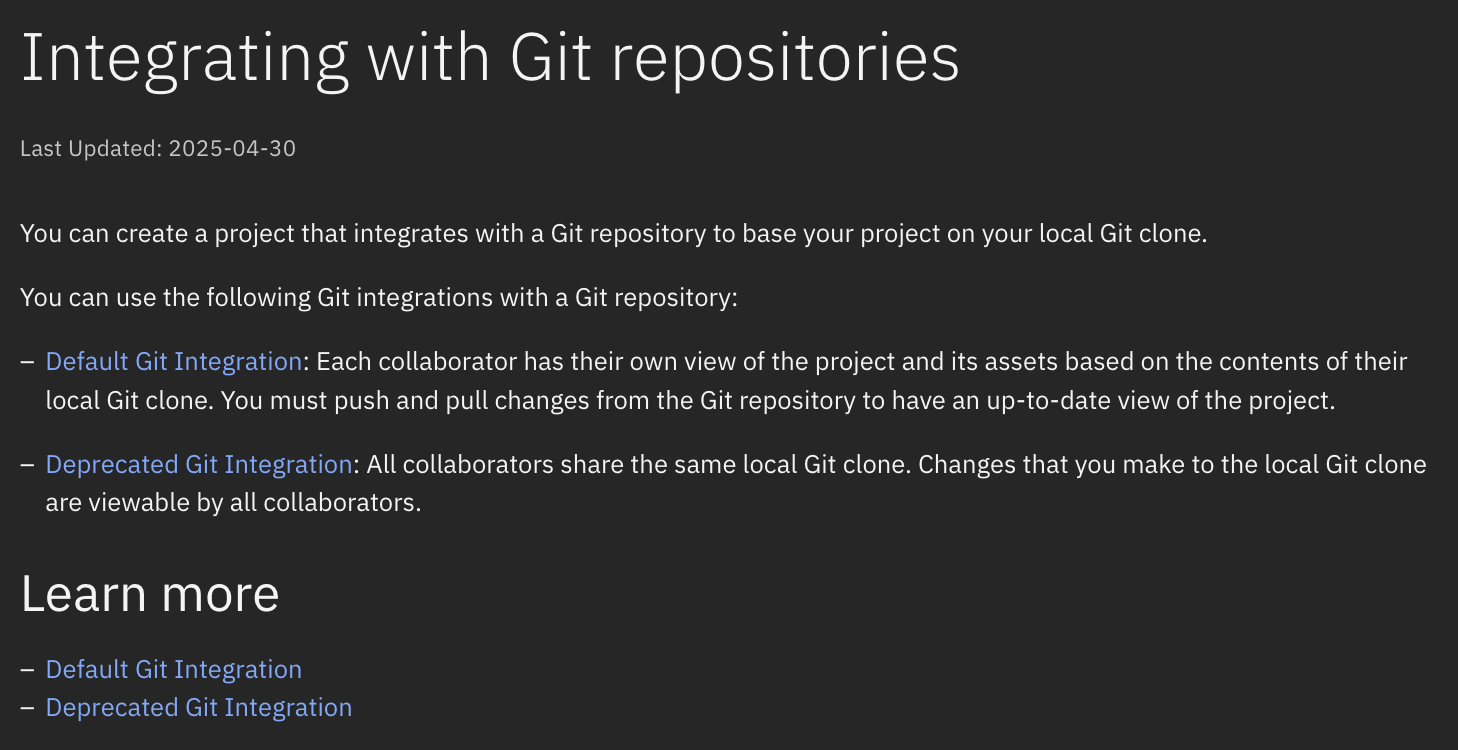 Integrating with Git repositories
Last Updated: 2025-04-30
You can create a project that integrates with a Git repository to base your project on your local Git clone.
You can use the following Git integrations with a Git repository:
– Default Git Integration: Each collaborator has their own view of the project and its assets based on the contents of their
local Git clone. You must push and pull changes from the Git repository to have an up-to-date view of the project.
– Deprecated Git Integration: All collaborators share the same local Git clone. Changes that you make to the local Git clone
are viewable by all collaborators.
Learn more
– Default Git Integration
– Deprecated Git Integration